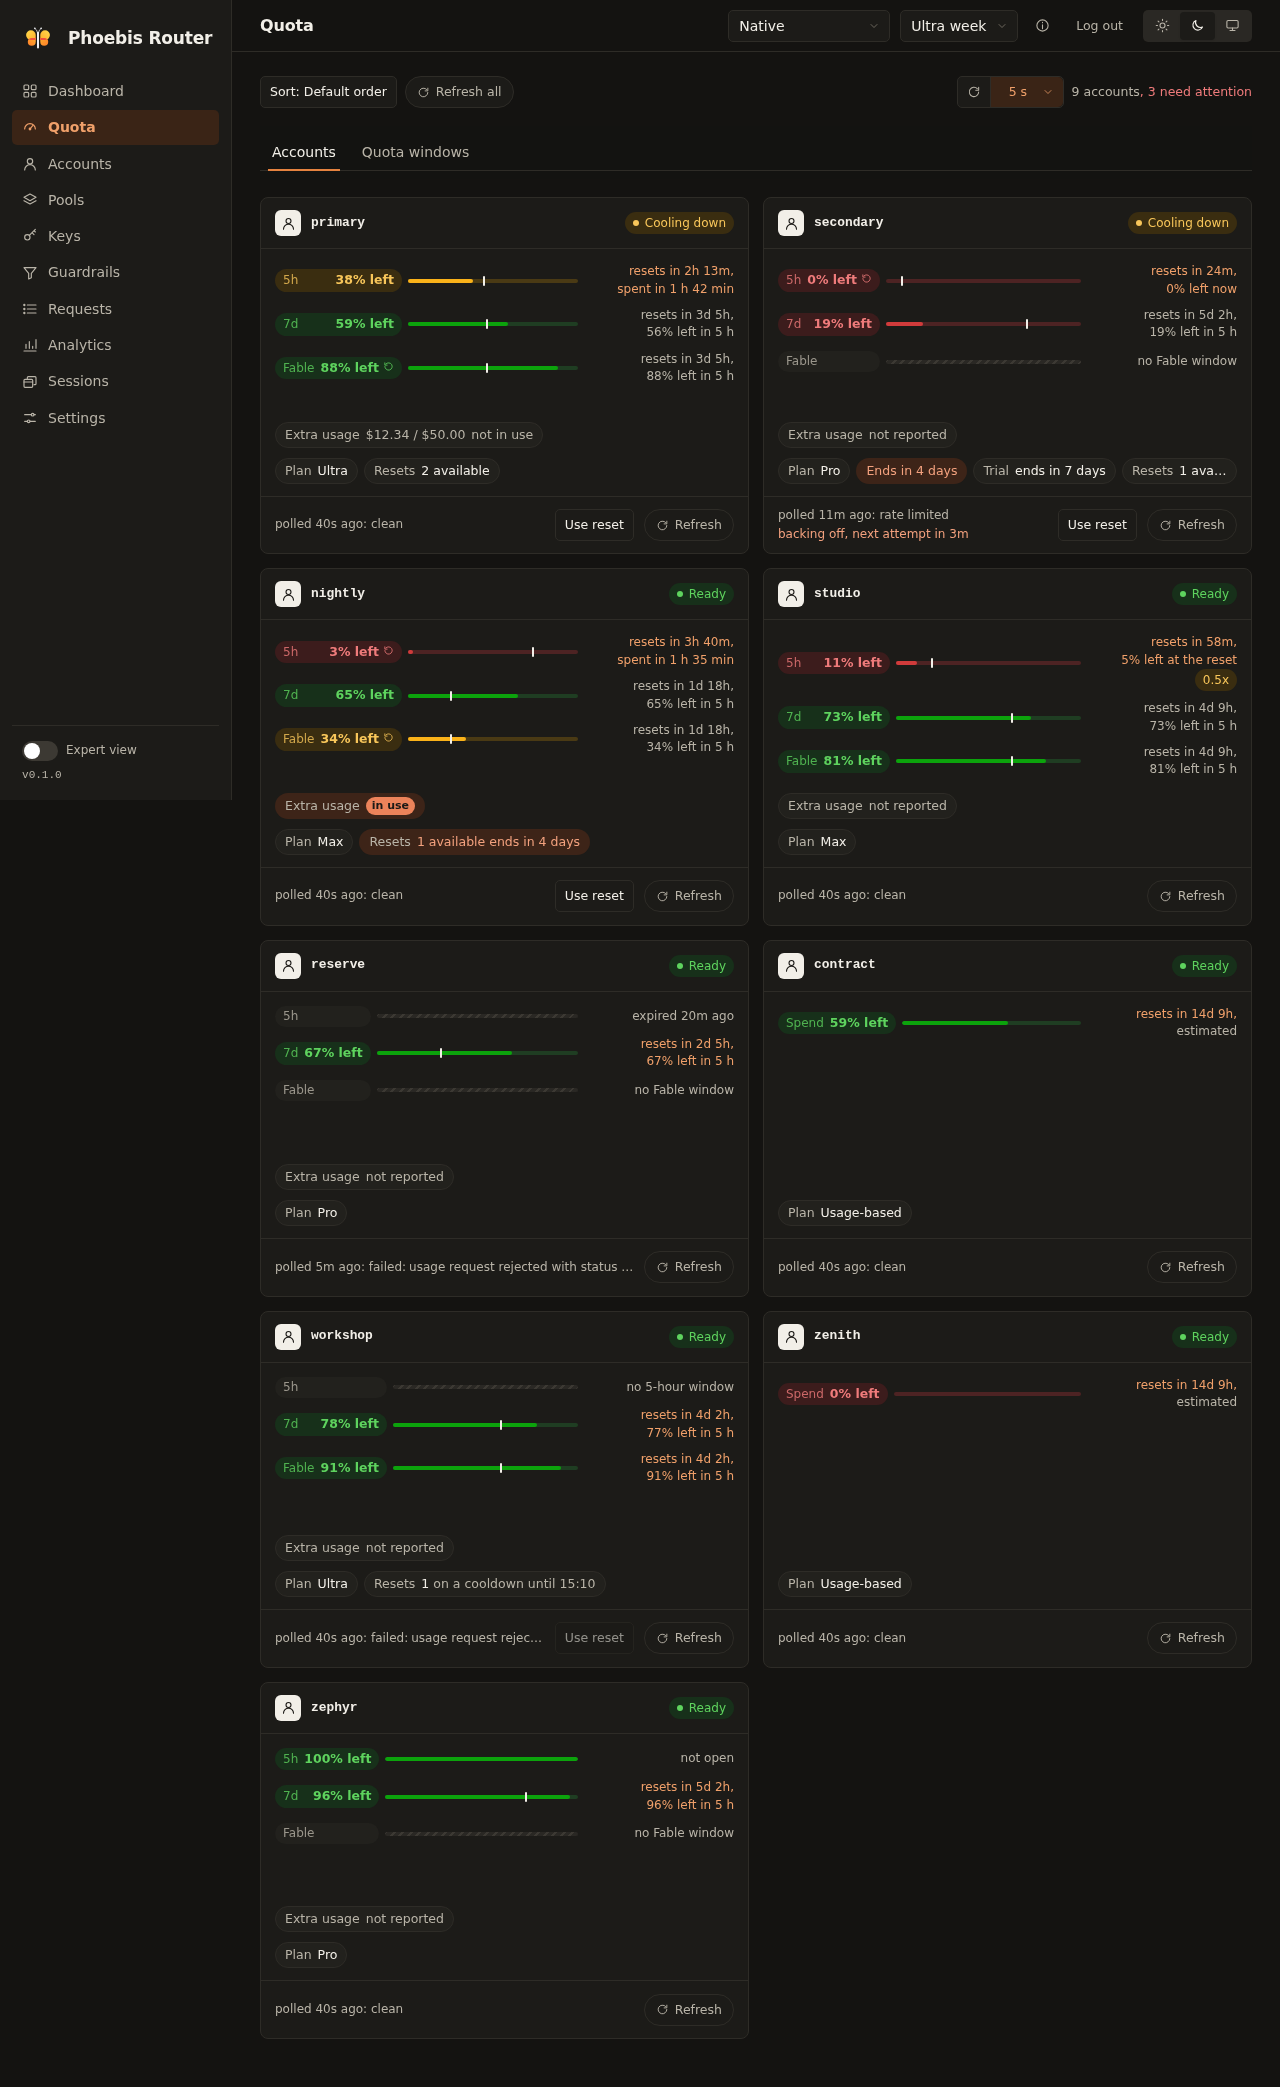 Phoebis Router
Quota
Native
Ultra week
Log out
Dashboard
Quota
Accounts
Pools
Keys
Guardrails
Requests
Analytics
Sessions
Settings
Expert view
v0.1.0
Sort: Default order
Refresh all
5 s
9 accounts, 3 need attention
Accounts
Quota windows
primary
Cooling down
5h 38% left
resets in 2h 13m,
spent in 1 h 42 min
7d 59% left
resets in 3d 5h,
56% left in 5 h
Fable 88% left
resets in 3d 5h,
88% left in 5 h
Extra usage $12.34 / $50.00 not in use
Plan Ultra
Resets 2 available
polled 40s ago: clean
Use reset
Refresh
secondary
Cooling down
5h 0% left
resets in 24m,
0% left now
7d 19% left
resets in 5d 2h,
19% left in 5 h
Fable
no Fable window
Extra usage not reported
Plan Pro
Ends in 4 days
Trial ends in 7 days
Resets 1 ava…
polled 11m ago: rate limited
backing off, next attempt in 3m
Use reset
Refresh
nightly
Ready
5h 3% left
resets in 3h 40m,
spent in 1 h 35 min
7d 65% left
resets in 1d 18h,
65% left in 5 h
Fable 34% left
resets in 1d 18h,
34% left in 5 h
Extra usage in use
Plan Max
Resets 1 available ends in 4 days
polled 40s ago: clean
Use reset
Refresh
studio
Ready
5h 11% left
resets in 58m,
5% left at the reset
0.5x
7d 73% left
resets in 4d 9h,
73% left in 5 h
Fable 81% left
resets in 4d 9h,
81% left in 5 h
Extra usage not reported
Plan Max
polled 40s ago: clean
Refresh
reserve
Ready
5h
expired 20m ago
7d 67% left
resets in 2d 5h,
67% left in 5 h
Fable
no Fable window
Extra usage not reported
Plan Pro
polled 5m ago: failed: usage request rejected with status …
Refresh
contract
Ready
Spend 59% left
resets in 14d 9h,
estimated
Plan Usage-based
polled 40s ago: clean
Refresh
workshop
Ready
5h
no 5-hour window
7d 78% left
resets in 4d 2h,
77% left in 5 h
Fable 91% left
resets in 4d 2h,
91% left in 5 h
Extra usage not reported
Plan Ultra
Resets 1 on a cooldown until 15:10
polled 40s ago: failed: usage request rejec…
Use reset
Refresh
zenith
Ready
Spend 0% left
resets in 14d 9h,
estimated
Plan Usage-based
polled 40s ago: clean
Refresh
zephyr
Ready
5h 100% left
not open
7d 96% left
resets in 5d 2h,
96% left in 5 h
Fable
no Fable window
Extra usage not reported
Plan Pro
polled 40s ago: clean
Refresh